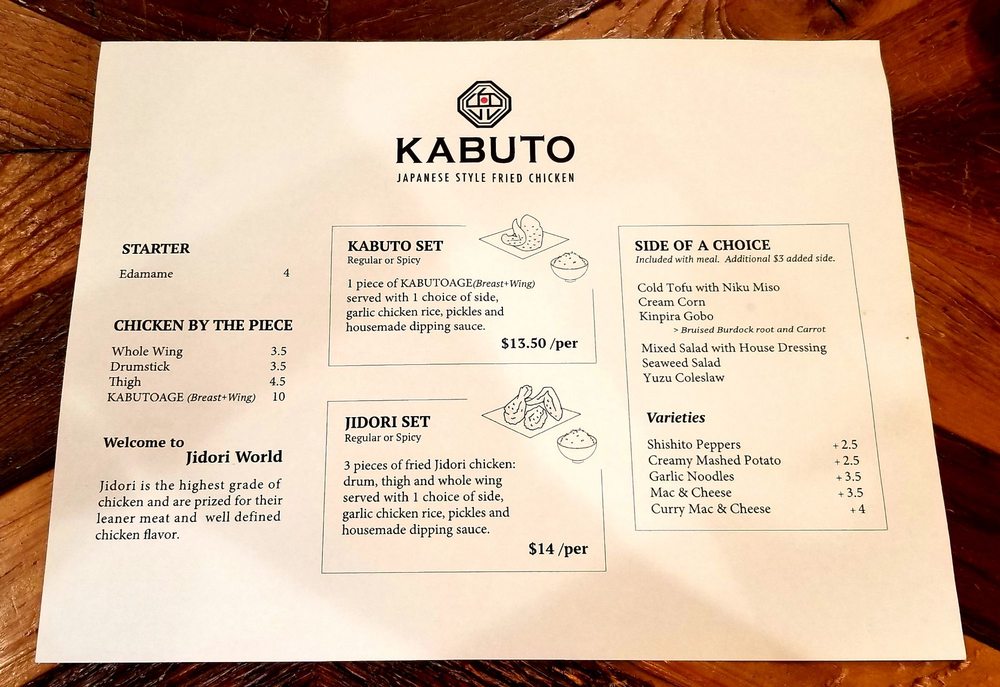 KABUTO
JAPANESE STYLE FRIED CHICKEN
STARTER
Edamame 4
CHICKEN BY THE PIECE
Whole Wing 3.5
Drumstick 3.5
Thigh 4.5
KABUTOAGE (Breast+Wing) 10
Welcome to
Jidori World
Jidori is the highest grade of
chicken and are prized for their
leaner meat and well defined
chicken flavor.
KABUTO SET
Regular or Spicy
1 piece of KABUTOAGE(Breast+Wing)
served with 1 choice of side,
garlic chicken rice, pickles and
housemade dipping sauce.
$13.50 /per
JIDORI SET
Regular or Spicy
3 pieces of fried Jidori chicken:
drum, thigh and whole wing
served with 1 choice of side,
garlic chicken rice, pickles and
housemade dipping sauce.
$14 /per
SIDE OF A CHOICE
Included with meal. Additional $3 added side.
Cold Tofu with Niku Miso
Cream Corn
Kinpira Gobo
> Bruised Burdock root and Carrot
Mixed Salad with House Dressing
Seaweed Salad
Yuzu Coleslaw
Varieties
Shishito Peppers + 2.5
Creamy Mashed Potato + 2.5
Garlic Noodles + 3.5
Mac & Cheese + 3.5
Curry Mac & Cheese + 4